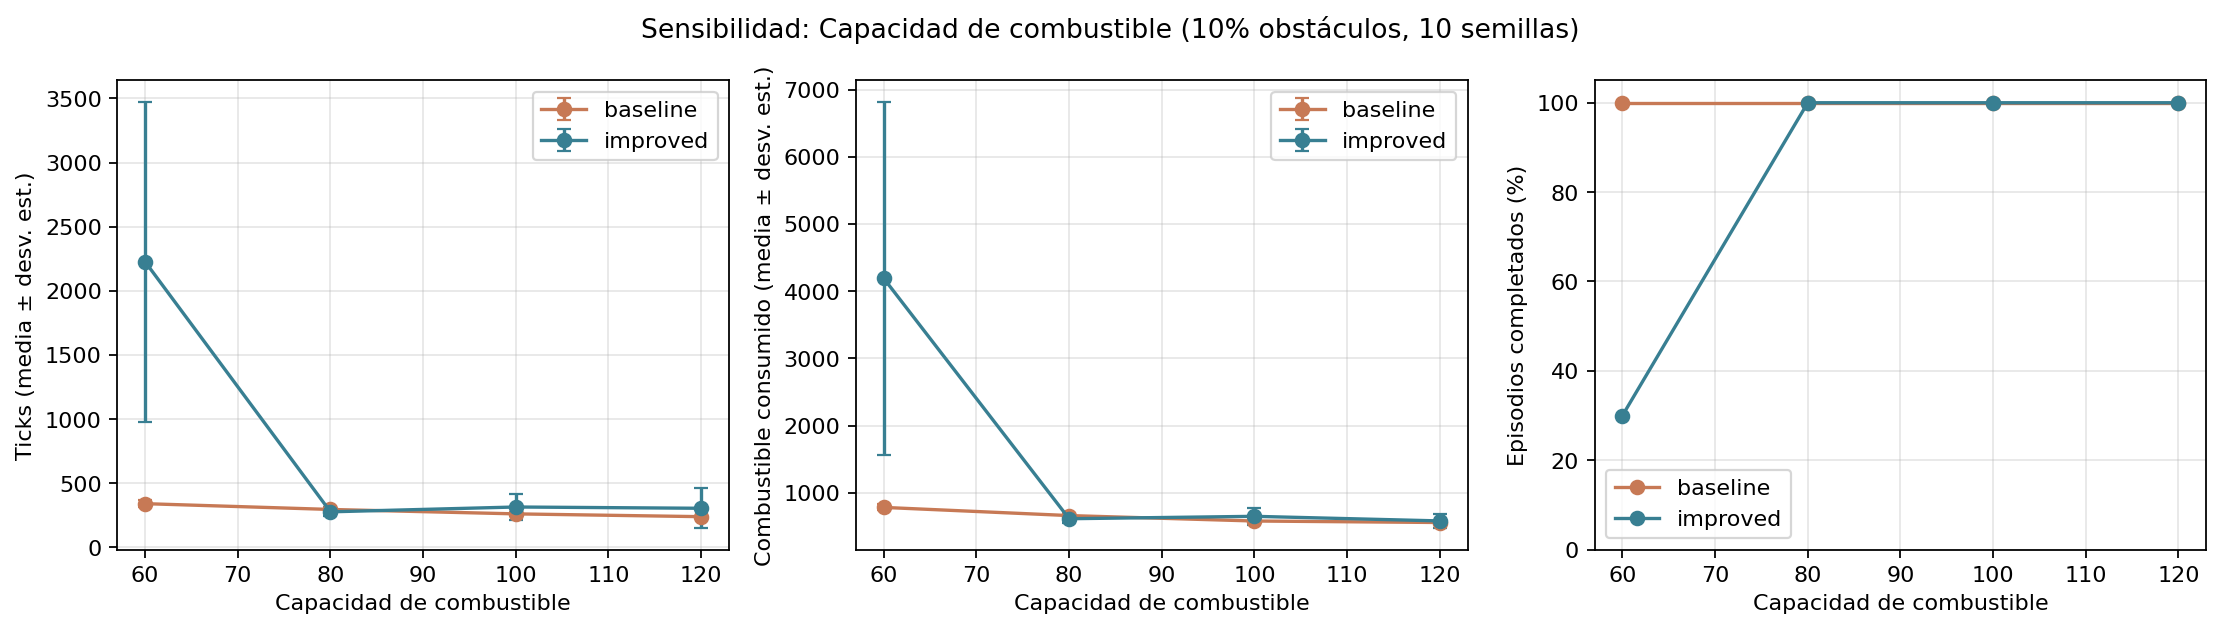 Sensibilidad: Capacidad de combustible (10% obstáculos, 10 semillas)
Ticks (media ± desv. est.)
3500
3000
2500
2000
1500
1000
500
0
60 70 80 90 100 110 120
Capacidad de combustible
baseline
improved
Combustible consumido (media ± desv. est.)
7000
6000
5000
4000
3000
2000
1000
60 70 80 90 100 110 120
Capacidad de combustible
baseline
improved
Episodios completados (%)
100
80
60
40
20
0
60 70 80 90 100 110 120
Capacidad de combustible
baseline
improved